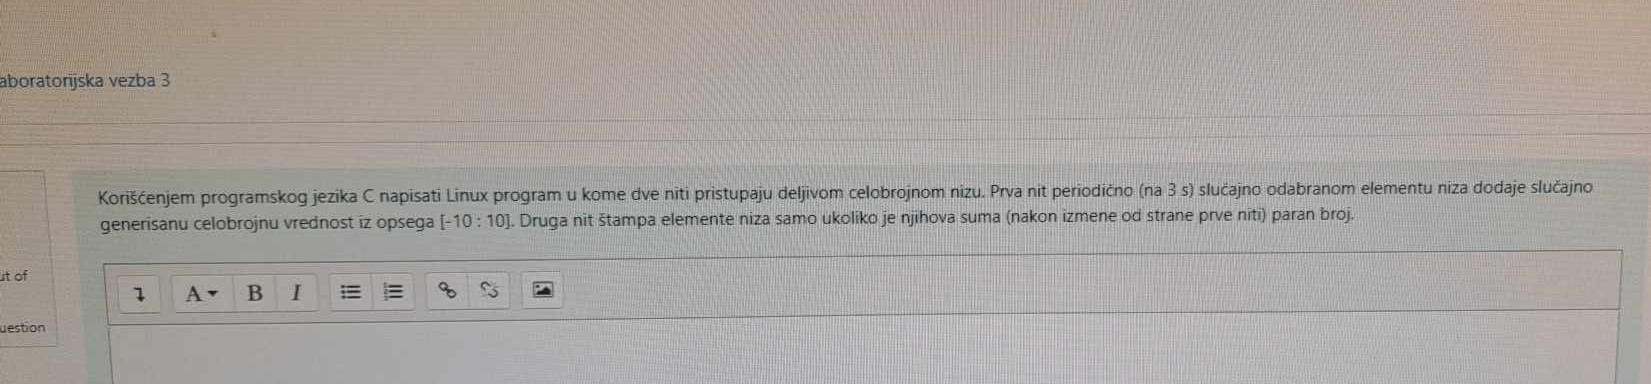 aboratorijska vezba 3
Korišćenjem programskog jezika C napisati Linux program u kome dve niti pristupaju deljivom celobrojnom nizu. Prva nit periodično (na 3 s) slučajno odabranom elementu niza dodaje slučajno
generisanu celobrojnu vrednost iz opsega [-10 : 10]. Druga nit štampa elemente niza samo ukoliko je njihova suma (nakon izmene od strane prve niti) paran broj.
ut of
A B I
uestion